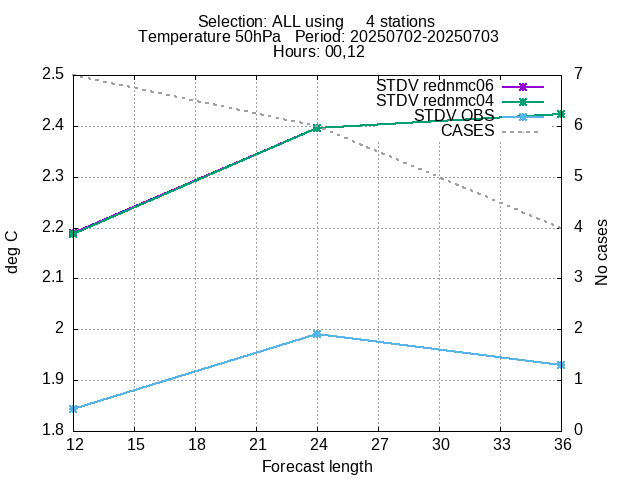 Selection: ALL using     4 stations
Temperature 50hPa   Period: 20250702-20250703
Hours: 00,12
STDV rednmc06
STDV rednmc04
STDV OBS
CASES
2.5
2.4
2.3
2.2
2.1
2
1.9
1.8
7
6
5
4
3
2
1
0
deg C
No cases
12 15 18 21 24 27 30 33 36
Forecast length